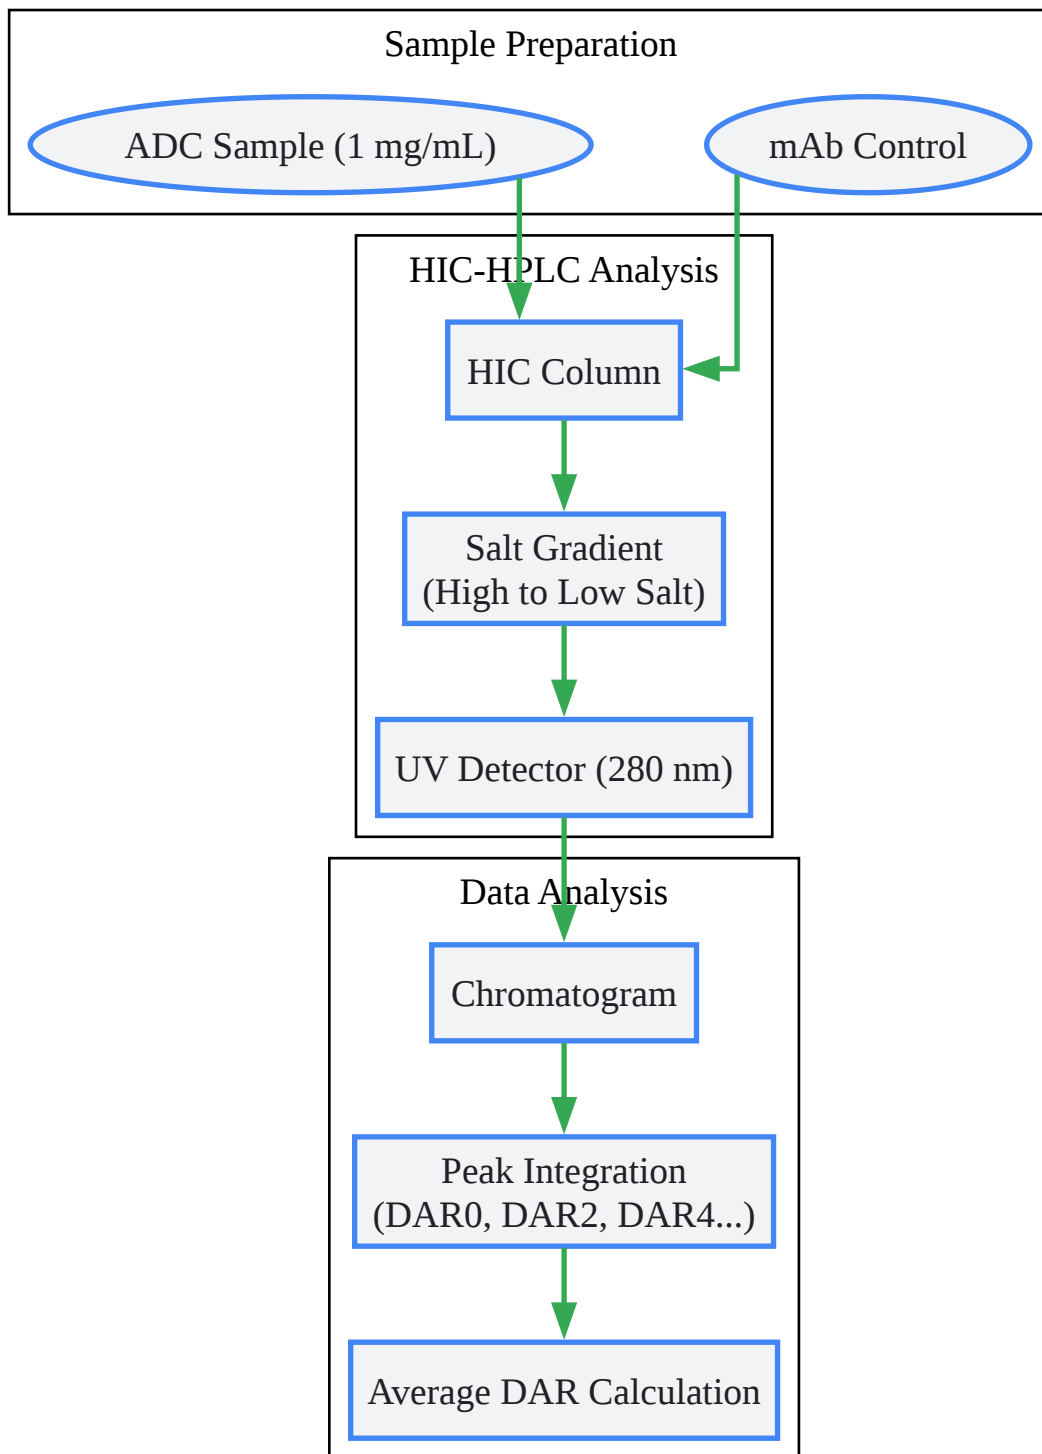 Sample Preparation
ADC Sample (1 mg/mL)
mAb Control
HIC-HPLC Analysis
HIC Column
Salt Gradient
(High to Low Salt)
UV Detector (280 nm)
Data Analysis
Chromatogram
Peak Integration
(DAR0, DAR2, DAR4...)
Average DAR Calculation